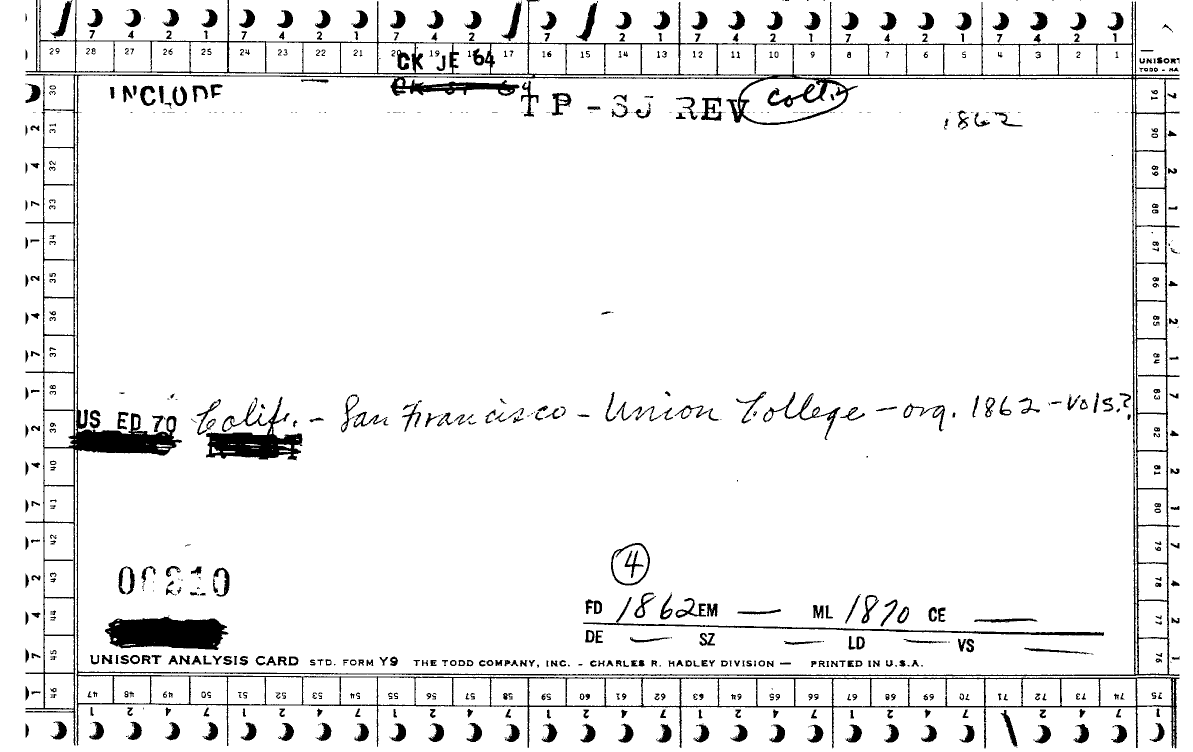 7 4 2 1 7 4 2 1 7 4 2 1 7 2 1 7 4 2 1 7 4 2 1 7 4 2 1
29 28 27 26 25 24 23 22 21 20 19 18 17 16 15 14 13 12 11 10 9 8 7 6 5 4 3 2 1
CK JE 64
UNISORT
TODD - HA
INCLUDE
TP-SJ REV colts
1862
US ED 70 Calif. - San Francisco - Union College - org. 1862 - vols.?
08810
4
FD 1862 EM — ML 1870 CE —
DE — SZ — LD — VS —
UNISORT ANALYSIS CARD STD. FORM Y9 THE TODD COMPANY, INC. - CHARLES R. HADLEY DIVISION — PRINTED IN U.S.A.
30 31 32 33 34 35 36 37 38 39 40 41 42 43 44 45 46
91 90 89 88 87 86 85 84 83 82 81 80 79 78 77 76
47 48 49 50 51 52 53 54 55 56 57 58 59 60 61 62 63 64 65 66 67 68 69 70 71 72 73 74 75
1 2 4 7 1 2 4 7 1 2 4 7 1 2 4 7 1 2 4 7 1 2 4 7 2 4 7 1